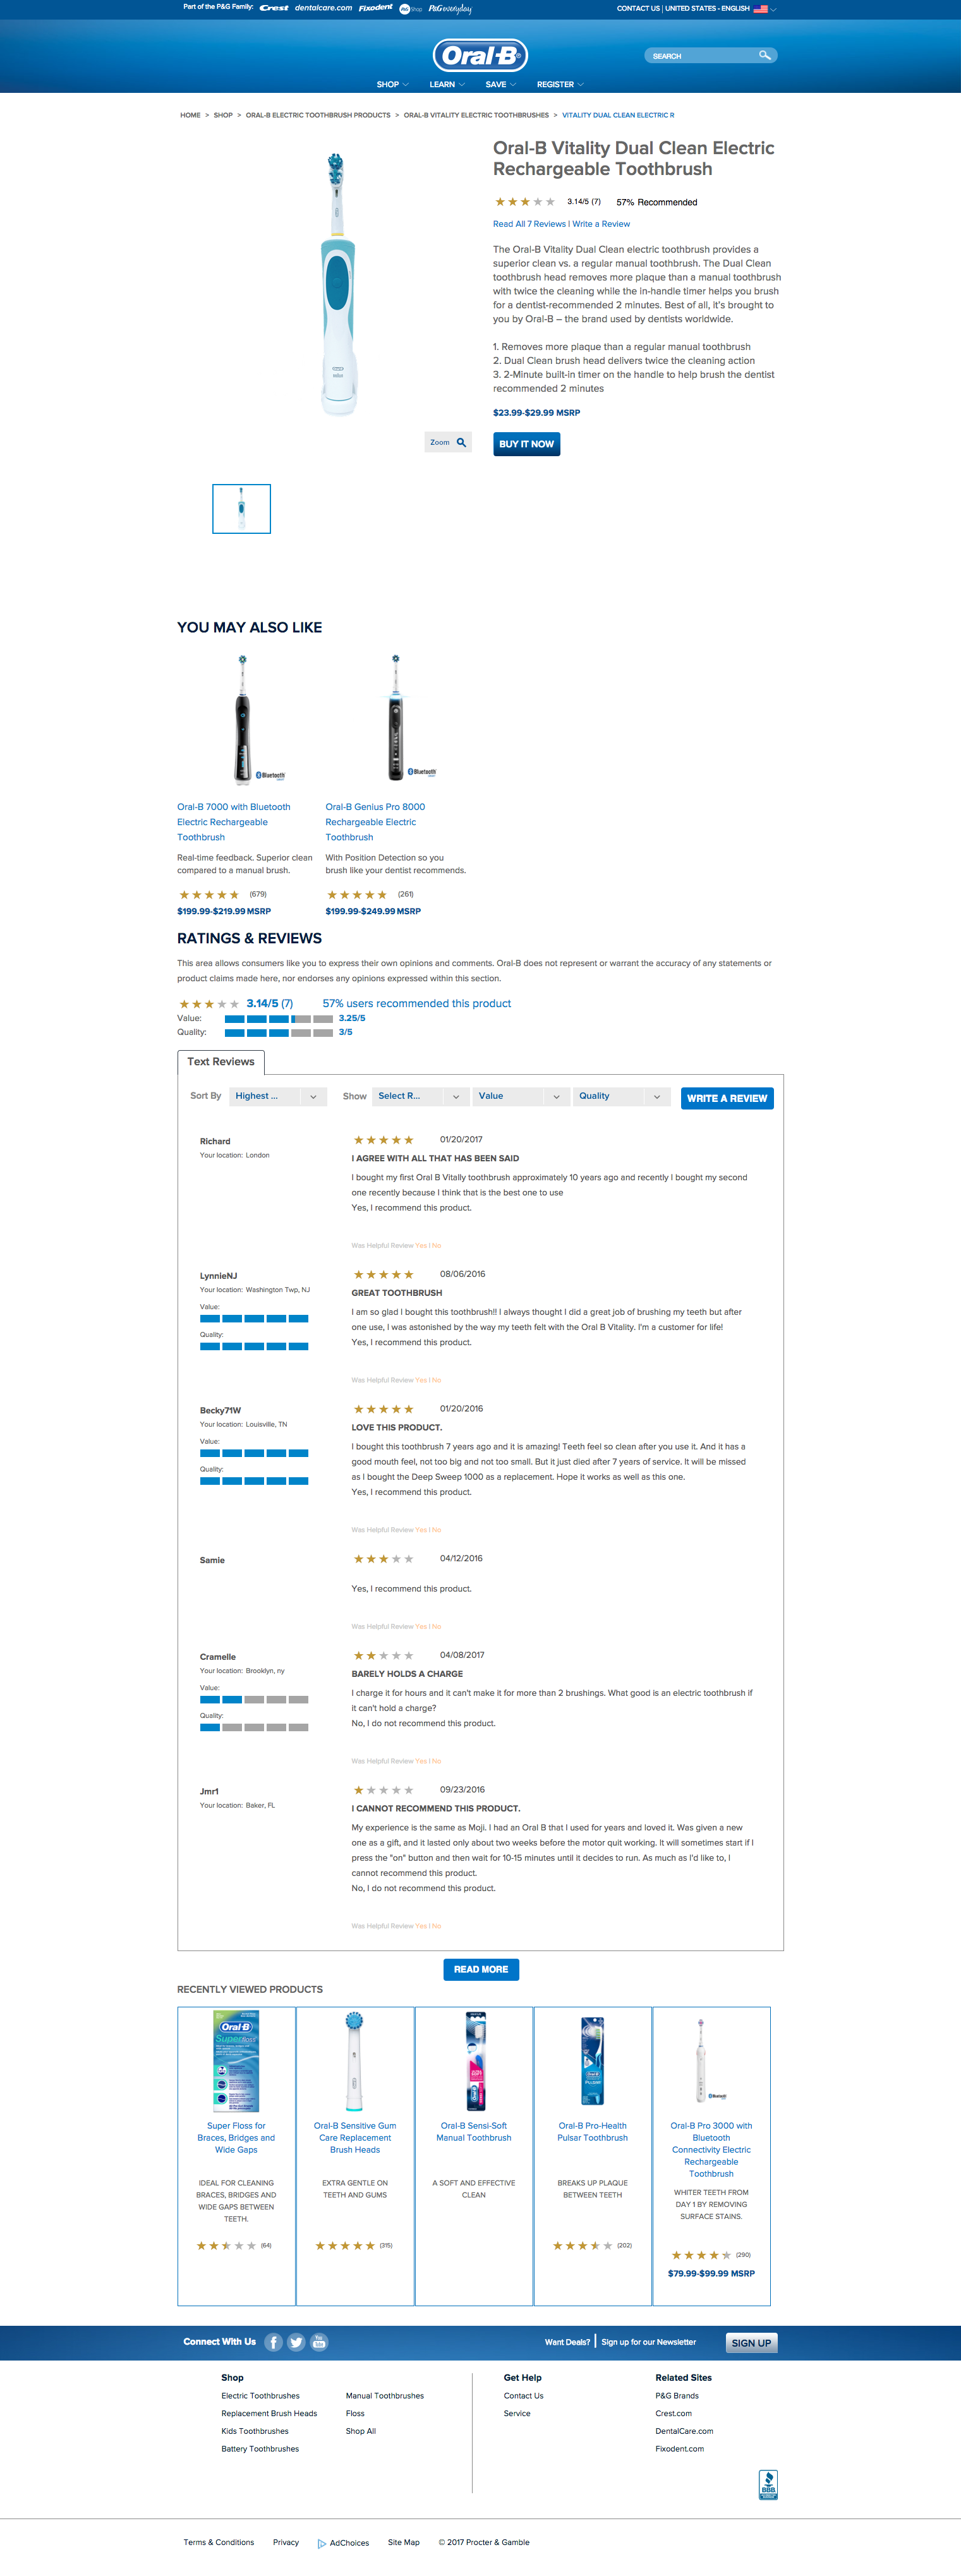 Part of the P&G Family: Crest dentalcare.com Fixodent Shop P&G everyday
CONTACT US | UNITED STATES - ENGLISH
Oral-B
SEARCH
SHOP LEARN SAVE REGISTER
HOME > SHOP > ORAL-B ELECTRIC TOOTHBRUSH PRODUCTS > ORAL-B VITALITY ELECTRIC TOOTHBRUSHES > VITALITY DUAL CLEAN ELECTRIC R
Oral-B Vitality Dual Clean Electric
Rechargeable Toothbrush
3.14/5 (7) 57% Recommended
Read All 7 Reviews | Write a Review
The Oral-B Vitality Dual Clean electric toothbrush provides a
superior clean vs. a regular manual toothbrush. The Dual Clean
toothbrush head removes more plaque than a manual toothbrush
with twice the cleaning while the in-handle timer helps you brush
for a dentist-recommended 2 minutes. Best of all, it's brought to
you by Oral-B – the brand used by dentists worldwide.
1. Removes more plaque than a regular manual toothbrush
2. Dual Clean brush head delivers twice the cleaning action
3. 2-Minute built-in timer on the handle to help brush the dentist
recommended 2 minutes
$23.99-$29.99 MSRP
Zoom
BUY IT NOW
YOU MAY ALSO LIKE
Bluetooth
Bluetooth
Oral-B 7000 with Bluetooth
Electric Rechargeable
Toothbrush
Real-time feedback. Superior clean
compared to a manual brush.
(679)
$199.99-$219.99 MSRP
Oral-B Genius Pro 8000
Rechargeable Electric
Toothbrush
With Position Detection so you
brush like your dentist recommends.
(261)
$199.99-$249.99 MSRP
RATINGS & REVIEWS
This area allows consumers like you to express their own opinions and comments. Oral-B does not represent or warrant the accuracy of any statements or
product claims made here, nor endorses any opinions expressed within this section.
3.14/5 (7) 57% users recommended this product
Value: 3.25/5
Quality: 3/5
Text Reviews
Sort By Highest ... Show Select R... Value Quality WRITE A REVIEW
Richard
Your location: London
01/20/2017
I AGREE WITH ALL THAT HAS BEEN SAID
I bought my first Oral B Vitally toothbrush approximately 10 years ago and recently I bought my second
one recently because I think that is the best one to use
Yes, I recommend this product.
Was Helpful Review Yes | No
LynnieNJ
Your location: Washington Twp, NJ
Value:
Quality:
08/06/2016
GREAT TOOTHBRUSH
I am so glad I bought this toothbrush!! I always thought I did a great job of brushing my teeth but after
one use, I was astonished by the way my teeth felt with the Oral B Vitality. I'm a customer for life!
Yes, I recommend this product.
Was Helpful Review Yes | No
Becky71W
Your location: Louisville, TN
Value:
Quality:
01/20/2016
LOVE THIS PRODUCT.
I bought this toothbrush 7 years ago and it is amazing! Teeth feel so clean after you use it. And it has a
good mouth feel, not too big and not too small. But it just died after 7 years of service. It will be missed
as I bought the Deep Sweep 1000 as a replacement. Hope it works as well as this one.
Yes, I recommend this product.
Was Helpful Review Yes | No
Samie
04/12/2016
Yes, I recommend this product.
Was Helpful Review Yes | No
Cramelle
Your location: Brooklyn, ny
Value:
Quality:
04/08/2017
BARELY HOLDS A CHARGE
I charge it for hours and it can't make it for more than 2 brushings. What good is an electric toothbrush if
it can't hold a charge?
No, I do not recommend this product.
Was Helpful Review Yes | No
Jmr1
Your location: Baker, FL
09/23/2016
I CANNOT RECOMMEND THIS PRODUCT.
My experience is the same as Moji. I had an Oral B that I used for years and loved it. Was given a new
one as a gift, and it lasted only about two weeks before the motor quit working. It will sometimes start if I
press the "on" button and then wait for 10-15 minutes until it decides to run. As much as I'd like to, I
cannot recommend this product.
No, I do not recommend this product.
Was Helpful Review Yes | No
READ MORE
RECENTLY VIEWED PRODUCTS
Oral-B
Superfloss
Super Floss for
Braces, Bridges and
Wide Gaps
IDEAL FOR CLEANING
BRACES, BRIDGES AND
WIDE GAPS BETWEEN
TEETH.
(64)
Oral-B Sensitive Gum
Care Replacement
Brush Heads
EXTRA GENTLE ON
TEETH AND GUMS
(315)
Oral-B Sensi-Soft
Manual Toothbrush
A SOFT AND EFFECTIVE
CLEAN
Oral-B Pro-Health
Pulsar Toothbrush
BREAKS UP PLAQUE
BETWEEN TEETH
(202)
Bluetooth
Oral-B Pro 3000 with
Bluetooth
Connectivity Electric
Rechargeable
Toothbrush
WHITER TEETH FROM
DAY 1 BY REMOVING
SURFACE STAINS.
(290)
$79.99-$99.99 MSRP
Connect With Us
Want Deals? | Sign up for our Newsletter SIGN UP
Shop
Electric Toothbrushes
Replacement Brush Heads
Kids Toothbrushes
Battery Toothbrushes
Manual Toothbrushes
Floss
Shop All
Get Help
Contact Us
Service
Related Sites
P&G Brands
Crest.com
DentalCare.com
Fixodent.com
BBB
Terms & Conditions Privacy AdChoices Site Map © 2017 Procter & Gamble